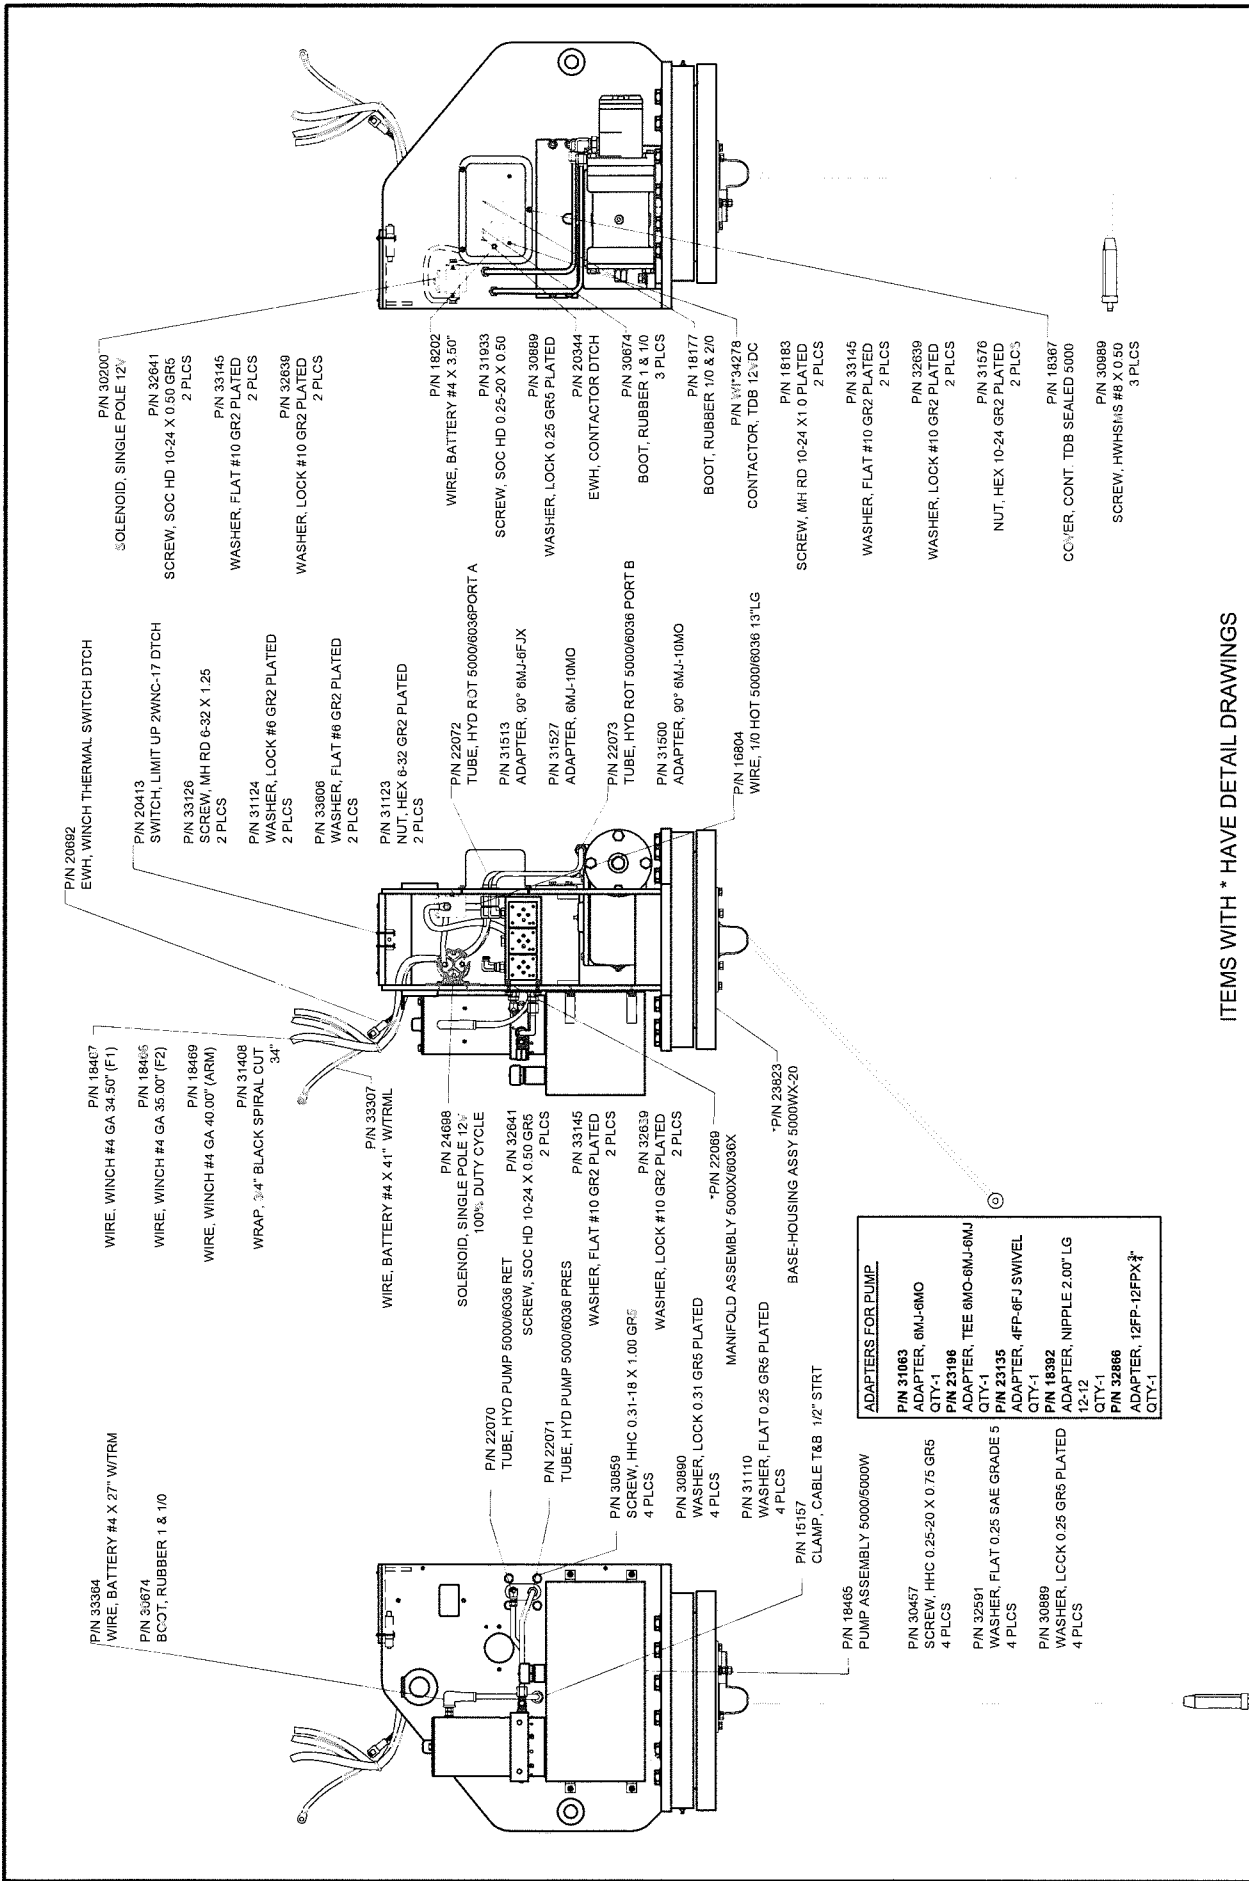 P/N 33364
WIRE, BATTERY #4 X 27" W/TRM
P/N 30674
BOOT, RUBBER 1 & 1/0
P/N 22070
TUBE, HYD PUMP 5000/6036 RET
P/N 22071
TUBE, HYD PUMP 5000/6036 PRES
P/N 30859
SCREW, HHC 0.31-18 X 1.00 GR5
4 PLCS
P/N 30890
WASHER, LOCK 0.31 GR5 PLATED
4 PLCS
P/N 31110
WASHER, FLAT 0.25 GR5 PLATED
4 PLCS
P/N 15157
CLAMP, CABLE T&B 1/2" STRT
P/N 18465
PUMP ASSEMBLY 5000/5000W
P/N 30457
SCREW, HHC 0.25-20 X 0.75 GR5
4 PLCS
P/N 32591
WASHER, FLAT 0.25 SAE GRADE 5
4 PLCS
P/N 30889
WASHER, LOCK 0.25 GR5 PLATED
4 PLCS
P/N 18467
WIRE, WINCH #4 GA 34.50" (F1)
WIRE, WINCH #4 GA 35.00" (F2)
P/N 18469
WIRE, WINCH #4 GA 40.00" (ARM)
P/N 31408
WRAP, 3/4" BLACK SPIRAL CUT
34"
P/N 33307
WIRE, BATTERY #4 X 41" W/TRML
P/N 24698
SOLENOID, SINGLE POLE 12V
100% DUTY CYCLE
P/N 32641
SCREW, SOC HD 10-24 X 0.50 GR5
2 PLCS
P/N 33145
WASHER, FLAT #10 GR2 PLATED
2 PLCS
P/N 32639
WASHER, LOCK #10 GR2 PLATED
2 PLCS
*P/N 22069
MANIFOLD ASSEMBLY 5000X/6036X
*P/N 23823
BASE-HOUSING ASSY 5000WX-20
ADAPTERS FOR PUMP
P/N 31063
ADAPTER, 6MJ-6MO
QTY-1
P/N 23196
ADAPTER, TEE 6MO-6MJ-6MJ
QTY-1
P/N 23135
ADAPTER, 4FP-6FJ SWIVEL
QTY-1
P/N 18392
ADAPTER, NIPPLE 2.00" LG
12-12
QTY-1
P/N 32866
ADAPTER, 12FP-12FPX3/4"
QTY-1
P/N 20692
EWH, WINCH THERMAL SWITCH DTCH
P/N 20413
SWITCH, LIMIT UP 2WNC-17 DTCH
P/N 33126
SCREW, MH RD 6-32 X 1.25
2 PLCS
P/N 31124
WASHER, LOCK #6 GR2 PLATED
2 PLCS
P/N 33606
WASHER, FLAT #6 GR2 PLATED
2 PLCS
P/N 31123
NUT, HEX 6-32 GR2 PLATED
2 PLCS
P/N 22072
TUBE, HYD ROT 5000/6036PORT A
P/N 31513
ADAPTER, 90° 6MJ-6FJX
P/N 31527
ADAPTER, 6MJ-10MO
P/N 22073
TUBE, HYD ROT 5000/6036 PORT B
P/N 31500
ADAPTER, 90° 6MJ-10MO
P/N 16804
WIRE, 1/0 HOT 5000/6036 13"LG
P/N 30200
SOLENOID, SINGLE POLE 12V
P/N 32641
SCREW, SOC HD 10-24 X 0.50 GR5
2 PLCS
P/N 33145
WASHER, FLAT #10 GR2 PLATED
2 PLCS
P/N 32639
WASHER, LOCK #10 GR2 PLATED
2 PLCS
P/N 18202
WIRE, BATTERY #4 X 3.50"
P/N 31933
SCREW, SOC HD 0.25-20 X 0.50
P/N 30889
WASHER, LOCK 0.25 GR5 PLATED
P/N 20344
EWH, CONTACTOR DTCH
P/N 30674
BOOT, RUBBER 1 & 1/0
3 PLCS
P/N 18177
BOOT, RUBBER 1/0 & 2/0
CONTACTOR, TDB 12VDC
P/N 18183
SCREW, MH RD 10-24 X1.0 PLATED
2 PLCS
P/N 33145
WASHER, FLAT #10 GR2 PLATED
2 PLCS
P/N 32639
WASHER, LOCK #10 GR2 PLATED
2 PLCS
P/N 31576
NUT, HEX 10-24 GR2 PLATED
2 PLCS
P/N 18367
COVER, CONT. TDB SEALED 5000
P/N 30989
SCREW, HWHSMS #8 X 0.50
3 PLCS
ITEMS WITH * HAVE DETAIL DRAWINGS